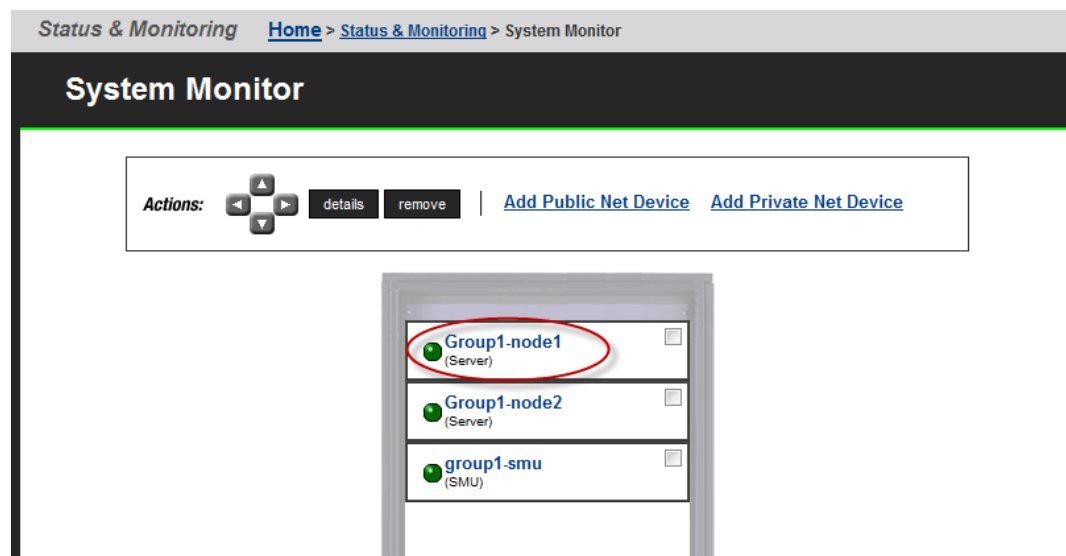 Status & Monitoring Home > Status & Monitoring > System Monitor
System Monitor
Actions: details remove Add Public Net Device Add Private Net Device
Group1-node1
(Server)
Group1-node2
(Server)
group1-smu
(SMU)